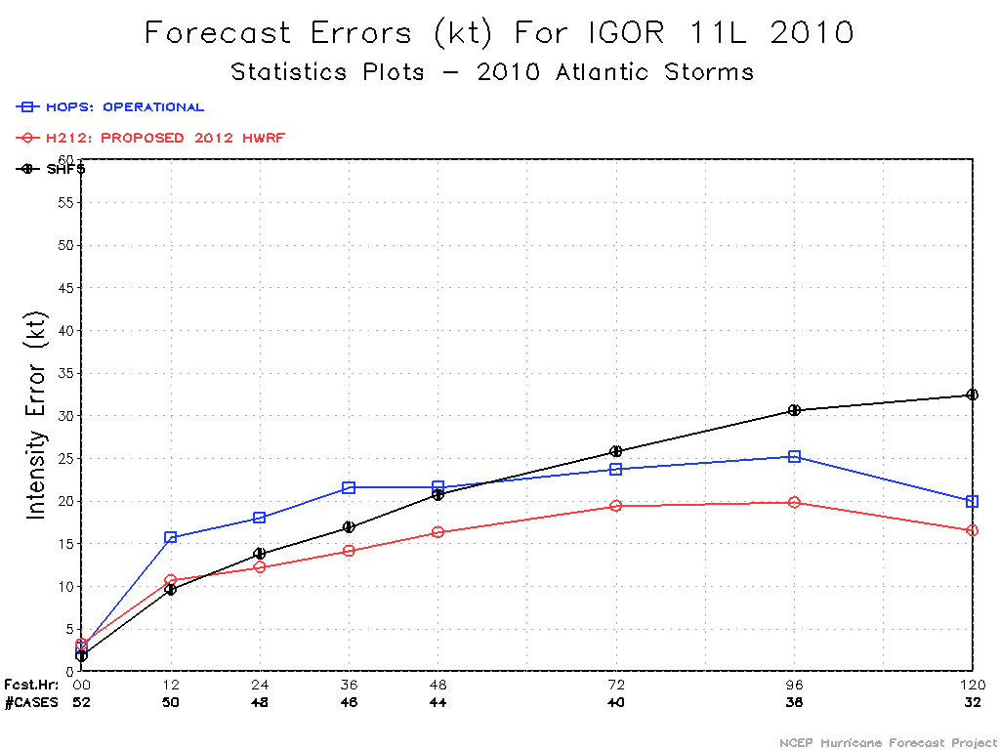 Forecast Errors (kt) For IGOR 11L 2010
Statistics Plots - 2010 Atlantic Storms
HOPS: OPERATIONAL
H212: PROPOSED 2012 HWRF
SHF5
Intensity Error (kt)
60
55
50
45
40
35
30
25
20
15
10
5
0
Fcst.Hr: 00 12 24 36 48 72 96 120
#CASES 52 50 48 46 44 40 36 32
NCEP Hurricane Forecast Project